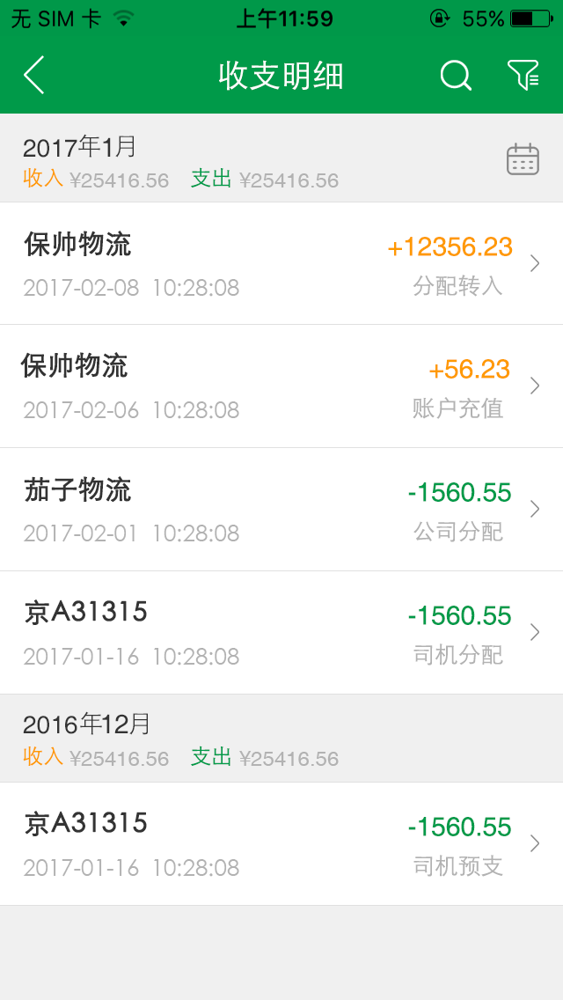 无 SIM 卡 上午11:59 55%
收支明细
2017年1月
收入 ¥25416.56 支出 ¥25416.56
保帅物流 +12356.23
2017-02-08 10:28:08 分配转入
保帅物流 +56.23
2017-02-06 10:28:08 账户充值
茄子物流 -1560.55
2017-02-01 10:28:08 公司分配
京A31315 -1560.55
2017-01-16 10:28:08 司机分配
2016年12月
收入 ¥25416.56 支出 ¥25416.56
京A31315 -1560.55
2017-01-16 10:28:08 司机预支